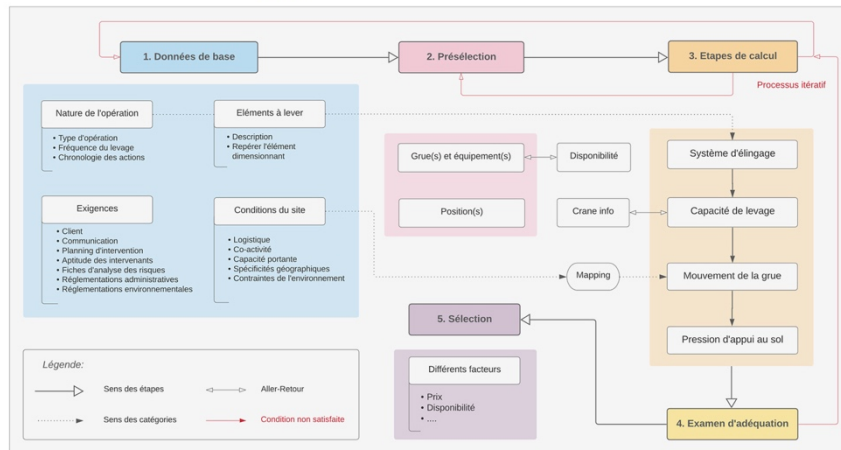 1. Données de base
2. Présélection
3. Etapes de calcul
Processus itératif
Nature de l'opération
• Type d'opération
• Fréquence du levage
• Chronologie des actions
Eléments à lever
• Description
• Repérer l'élément
dimensionnant
Exigences
• Client
• Communication
• Planning d'intervention
• Aptitude des intervenants
• Fiches d'analyse des risques
• Réglementations administratives
• Réglementations environnementales
Conditions du site
• Logistique
• Co-activité
• Capacité portante
• Spécificités géographiques
• Contraintes de l'environnement
Grue(s) et équipement(s)
Disponibilité
Position(s)
Crane info
Mapping
Système d'élingage
Capacité de levage
Mouvement de la grue
Pression d'appui au sol
5. Sélection
Différents facteurs
• Prix
• Disponibilité
• ....
4. Examen d'adéquation
Légende:
Sens des étapes
Aller-Retour
Sens des catégories
Condition non satisfaite